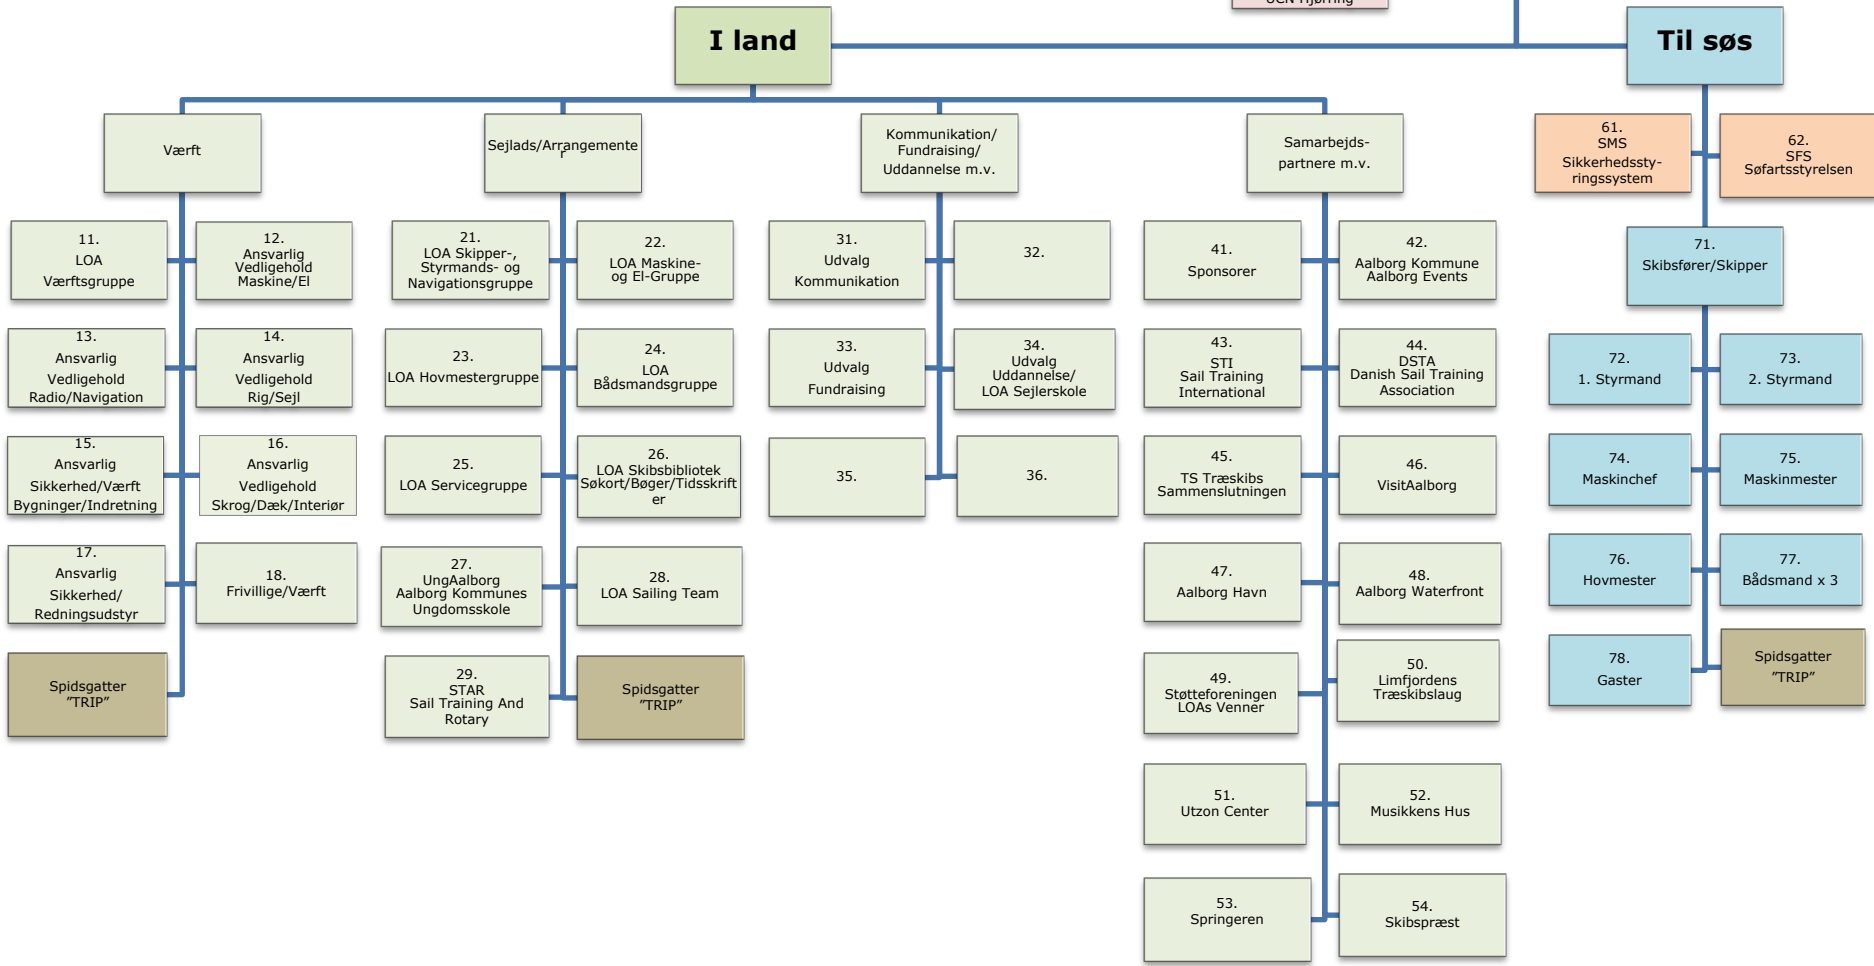 UCN Hjørring
I land
Til søs
Værft
Sejlads/Arrangemente
r
Kommunikation/
Fundraising/
Uddannelse m.v.
Samarbejds-
partnere m.v.
61.
SMS
Sikkerhedssty-
ringssystem
62.
SFS
Søfartsstyrelsen
11.
LOA
Værftsgruppe
12.
Ansvarlig
Vedligehold
Maskine/El
13.
Ansvarlig
Vedligehold
Radio/Navigation
14.
Ansvarlig
Vedligehold
Rig/Sejl
15.
Ansvarlig
Sikkerhed/Værft
Bygninger/Indretning
16.
Ansvarlig
Vedligehold
Skrog/Dæk/Interiør
17.
Ansvarlig
Sikkerhed/
Redningsudstyr
18.
Frivillige/Værft
Spidsgatter
”TRIP”
21.
LOA Skipper-,
Styrmands- og
Navigationsgruppe
22.
LOA Maskine-
og El-Gruppe
23.
LOA Hovmestergruppe
24.
LOA
Bådsmandsgruppe
25.
LOA Servicegruppe
26.
LOA Skibsbibliotek
Søkort/Bøger/Tidsskrift
er
27.
UngAalborg
Aalborg Kommunes
Ungdomsskole
28.
LOA Sailing Team
29.
STAR
Sail Training And
Rotary
Spidsgatter
”TRIP”
31.
Udvalg
Kommunikation
32.
33.
Udvalg
Fundraising
34.
Udvalg
Uddannelse/
LOA Sejlerskole
35.
36.
41.
Sponsorer
42.
Aalborg Kommune
Aalborg Events
43.
STI
Sail Training
International
44.
DSTA
Danish Sail Training
Association
45.
TS Træskibs
Sammenslutningen
46.
VisitAalborg
47.
Aalborg Havn
48.
Aalborg Waterfront
49.
Støtteforeningen
LOAs Venner
50.
Limfjordens
Træskibslaug
51.
Utzon Center
52.
Musikkens Hus
53.
Springeren
54.
Skibspræst
71.
Skibsfører/Skipper
72.
1. Styrmand
73.
2. Styrmand
74.
Maskinchef
75.
Maskinmester
76.
Hovmester
77.
Bådsmand x 3
78.
Gaster
Spidsgatter
”TRIP”